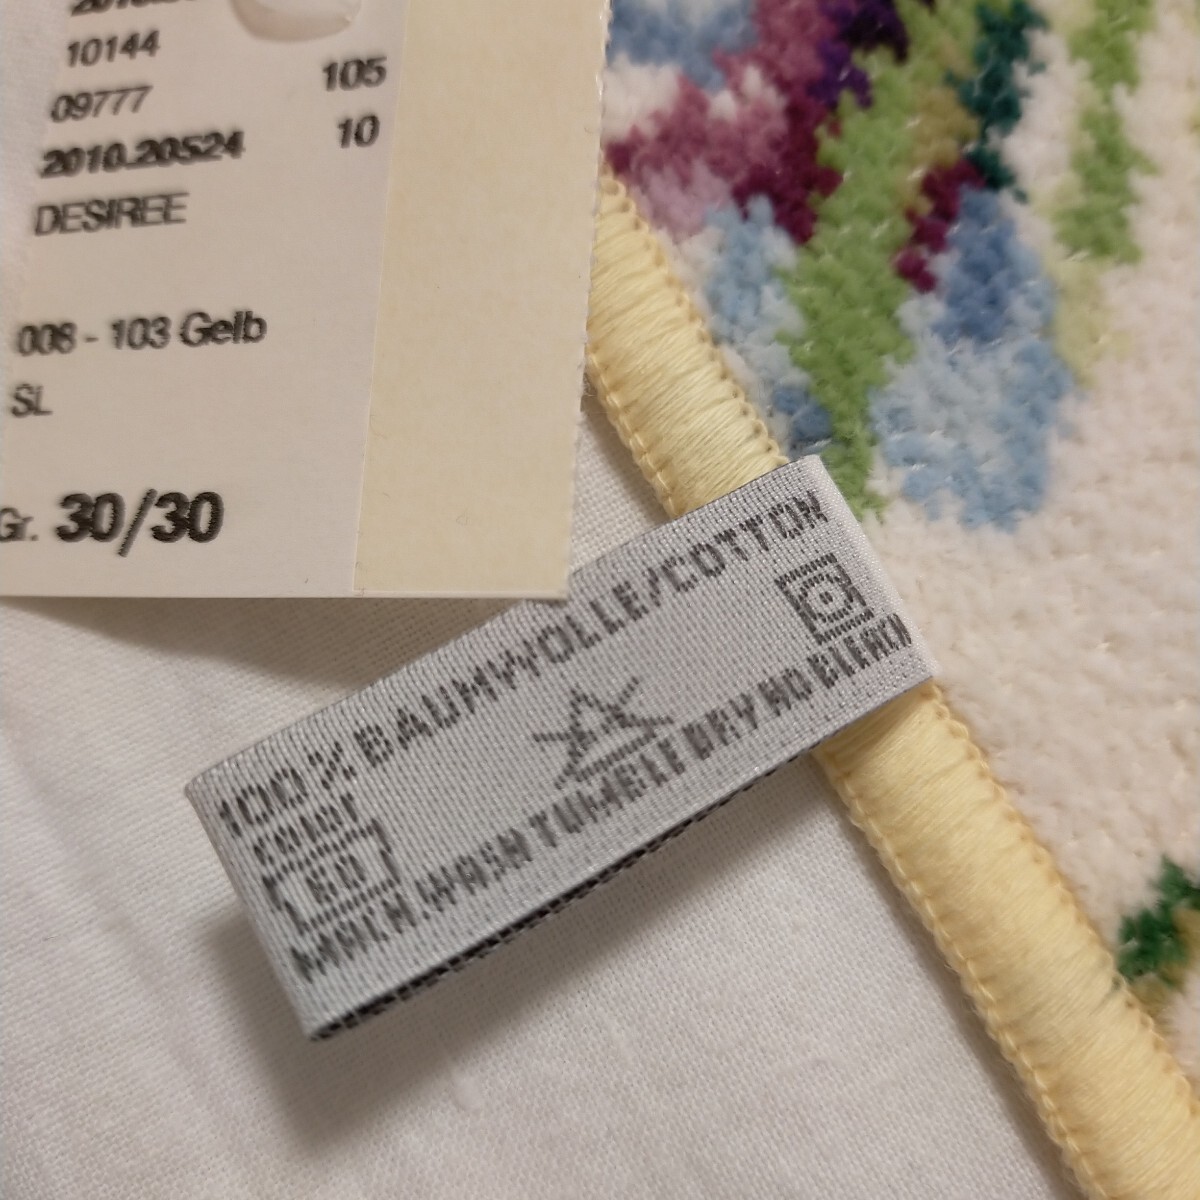 10144
09777 105
2010.20524 10
DESIREE
008 - 103 Gelb
SL
Gr. 30/30
100% BAUMWOLLE/COTTON
60
MACH.WASH TUMBLE DRY NO BLEACH